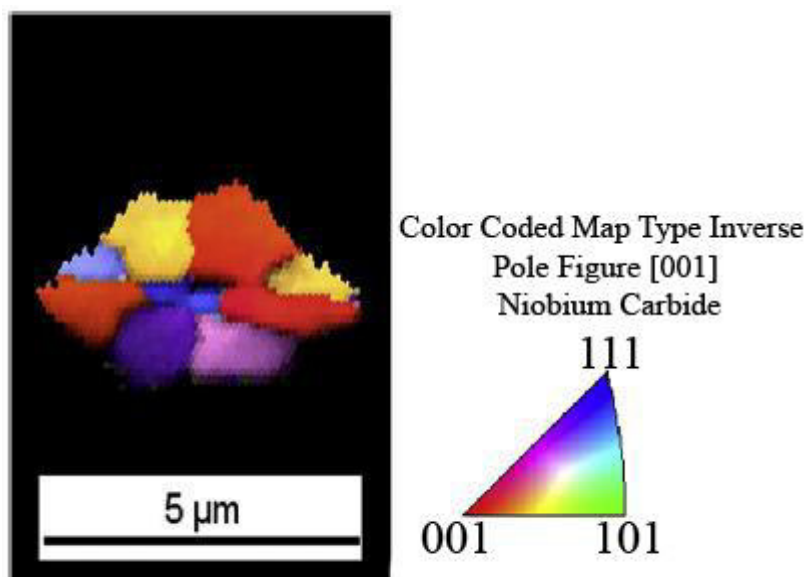 Color Coded Map Type Inverse
Pole Figure [001]
Niobium Carbide
111
001 101
5 μm